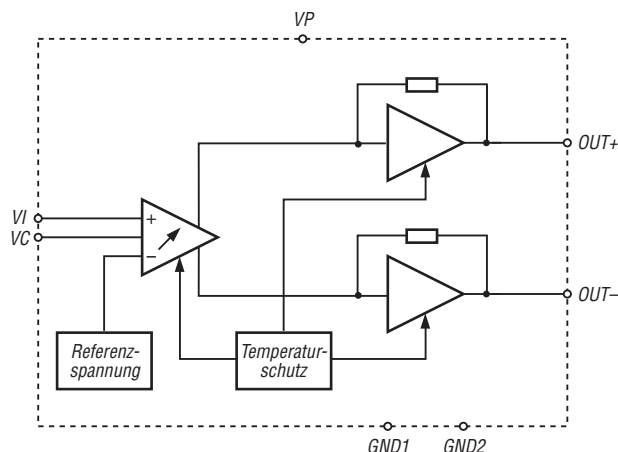 VP
OUT+
VI
VC
+
−
OUT−
Referenz-
spannung
Temperatur-
schutz
GND1
GND2